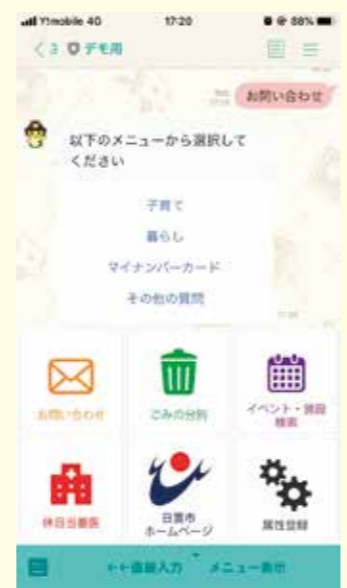 Y!mobile 4G 17:20 88%
3 デモ用
お問い合わせ
以下のメニューから選択して
ください
子育て
暮らし
マイナンバーカード
その他の質問
お問い合わせ
ごみの分別
イベント・施設
検索
休日当番医
日置市
ホームページ
属性登録
←←直接入力 メニュー表示